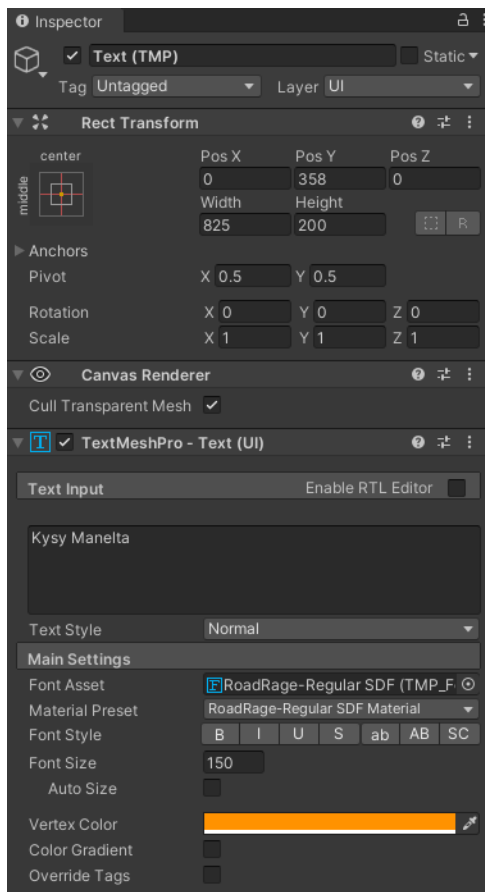 Inspector
Text (TMP) Static
Tag Untagged Layer UI
Rect Transform
center Pos X Pos Y Pos Z
middle 0 358 0
Width Height
825 200 R
Anchors
Pivot X 0.5 Y 0.5
Rotation X 0 Y 0 Z 0
Scale X 1 Y 1 Z 1
Canvas Renderer
Cull Transparent Mesh
T TextMeshPro - Text (UI)
Text Input Enable RTL Editor
Kysy Manelta
Text Style Normal
Main Settings
Font Asset F RoadRage-Regular SDF (TMP_F
Material Preset RoadRage-Regular SDF Material
Font Style B I U S ab AB SC
Font Size 150
Auto Size
Vertex Color
Color Gradient
Override Tags